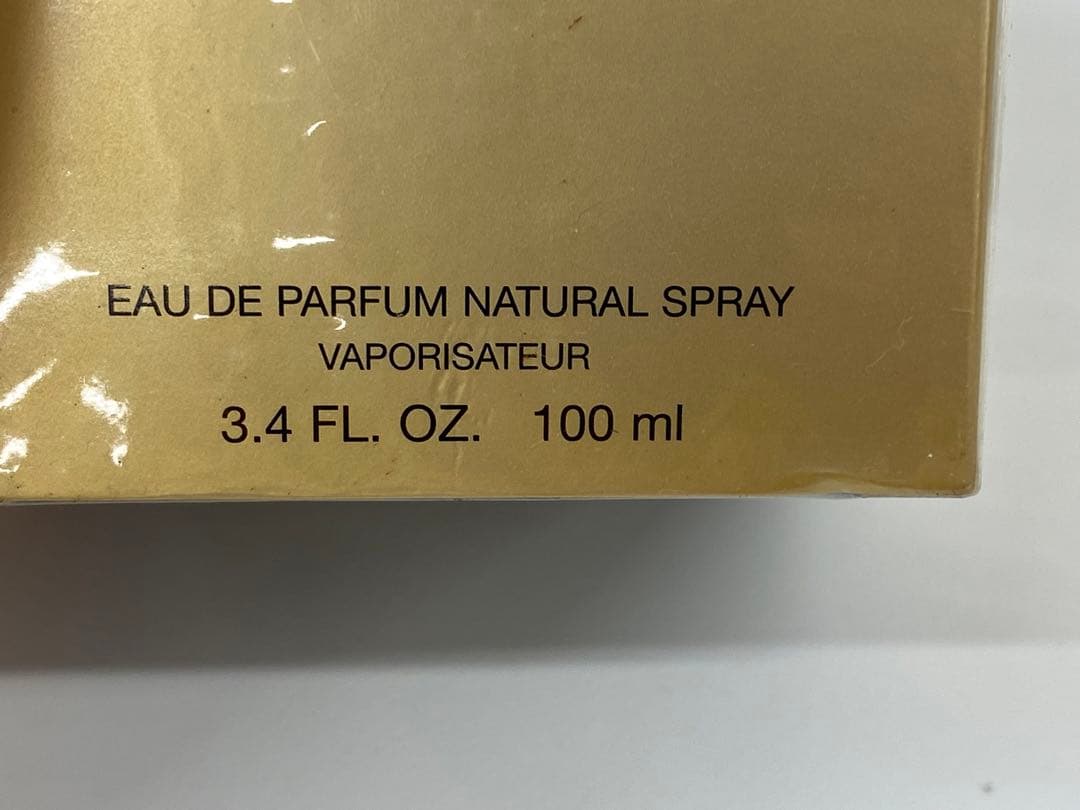 EAU DE PARFUM NATURAL SPRAY
VAPORISATEUR
3.4 FL. OZ. 100 ml